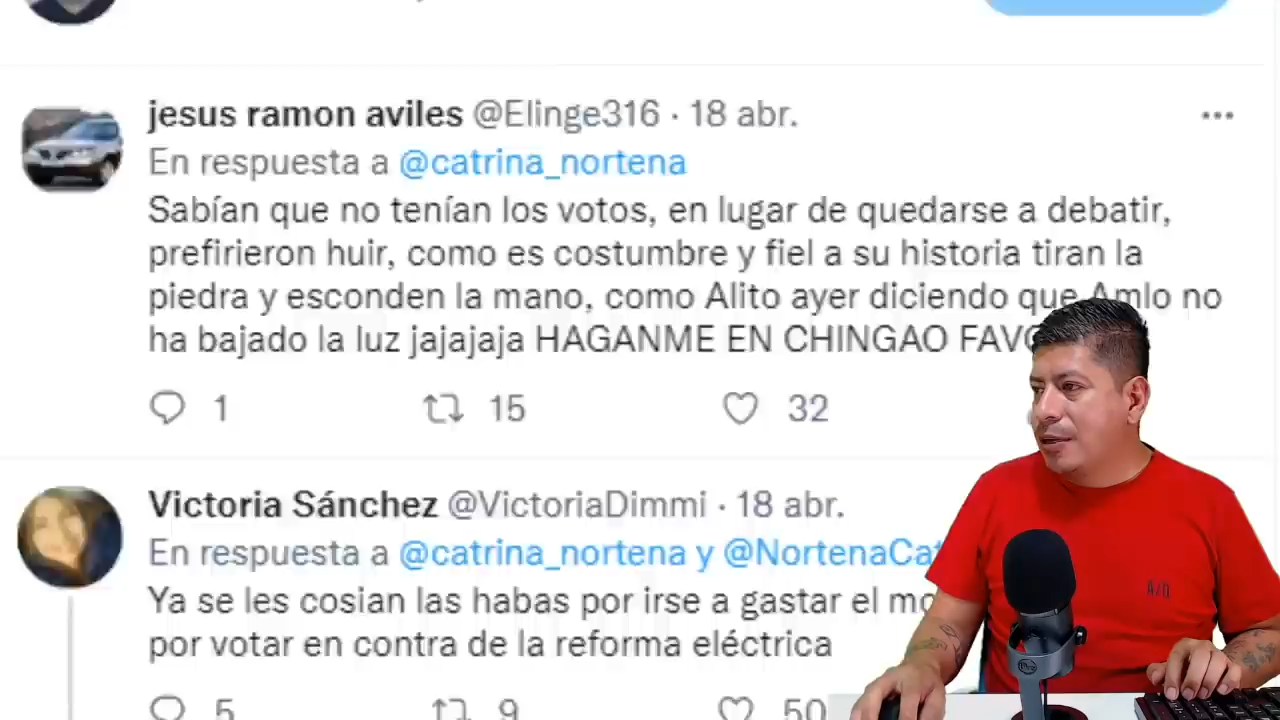 jesus ramon aviles @Elinge316 · 18 abr.
En respuesta a @catrina_nortena
Sabían que no tenían los votos, en lugar de quedarse a debatir,
prefirieron huir, como es costumbre y fiel a su historia tiran la
piedra y esconden la mano, como Alito ayer diciendo que Amlo no
ha bajado la luz jajajaja HAGANME EN CHINGAO
1 15 32
Victoria Sánchez @VictoriaDimmi · 18 abr.
En respuesta a @catrina_nortena y
Ya se les cosian las habas por irse a gastar el
por votar en contra de la reforma eléctrica
5 9 50